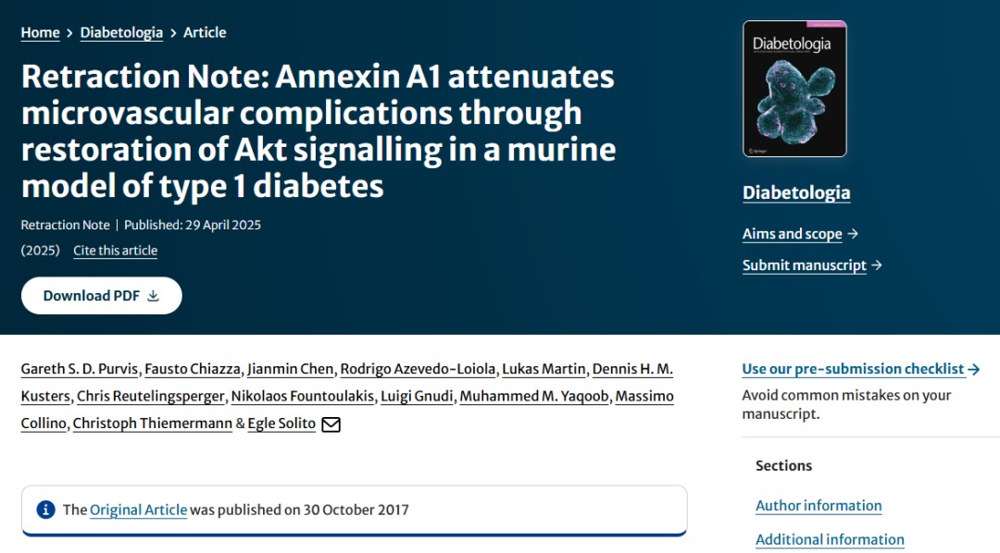 Home > Diabetologia > Article
Retraction Note: Annexin A1 attenuates
microvascular complications through
restoration of Akt signalling in a murine
model of type 1 diabetes
Retraction Note | Published: 29 April 2025
(2025) Cite this article
Download PDF
Diabetologia
Diabetologia
Aims and scope →
Submit manuscript →
Gareth S. D. Purvis, Fausto Chiazza, Jianmin Chen, Rodrigo Azevedo-Loiola, Lukas Martin, Dennis H. M.
Kusters, Chris Reutelingsperger, Nikolaos Fountoulakis, Luigi Gnudi, Muhammed M. Yaqoob, Massimo
Collino, Christoph Thiemermann & Egle Solito
The Original Article was published on 30 October 2017
Use our pre-submission checklist →
Avoid common mistakes on your
manuscript.
Sections
Author information
Additional information